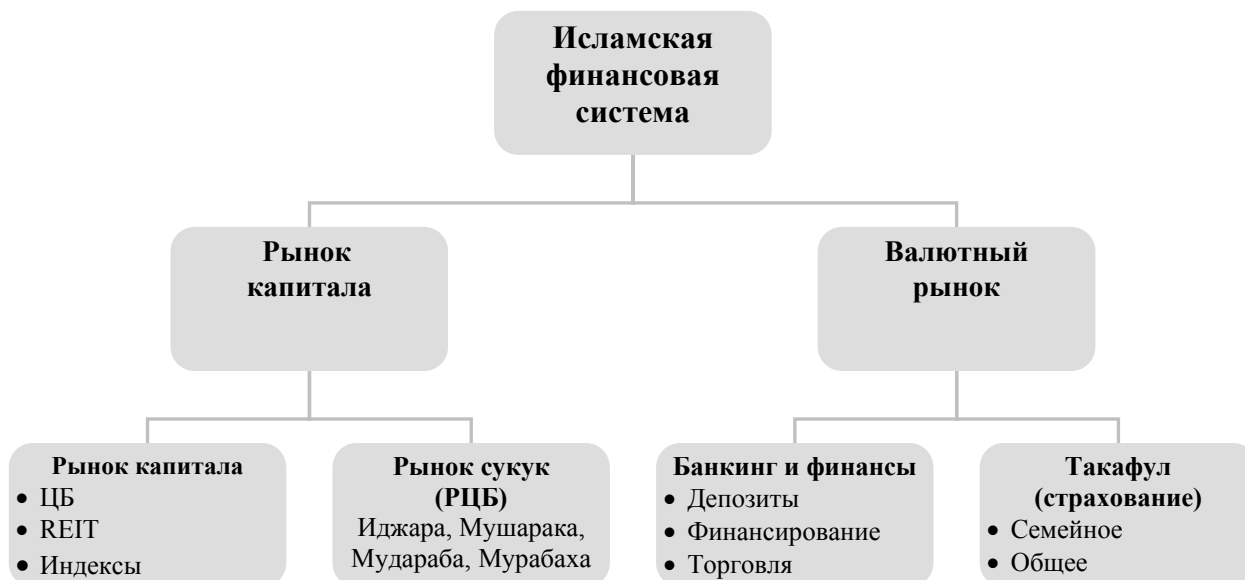 Исламская
финансовая
система
Рынок
капитала
Валютный
рынок
Рынок капитала
• ЦБ
• REIT
• Индексы
Рынок сукук
(РЦБ)
Иджара, Мушарака,
Мудараба, Мурабаха
Банкинг и финансы
• Депозиты
• Финансирование
• Торговля
Такафул
(страхование)
• Семейное
• Общее